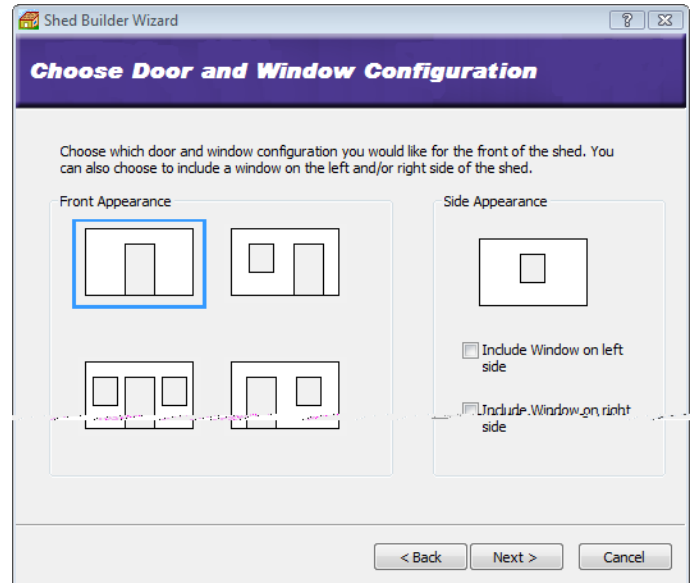 Shed Builder Wizard
Choose Door and Window Configuration
Choose which door and window configuration you would like for the front of the shed. You
can also choose to include a window on the left and/or right side of the shed.
Front Appearance
Side Appearance
Include Window on left
side
Include Window on right
side
< Back
Next >
Cancel